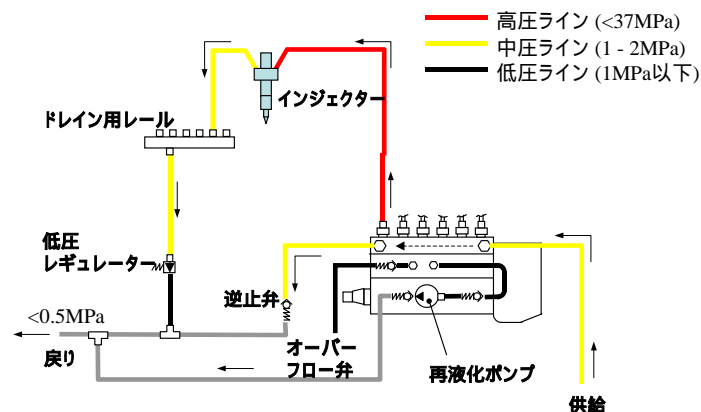 高圧ライン (<37MPa)
中圧ライン (1 - 2MPa)
低圧ライン (1MPa以下)
インジェクター
ドレイン用レール
低圧
レギュレーター
逆止弁
<0.5MPa
戻り
オーバー
フロー弁
再液化ポンプ
供給